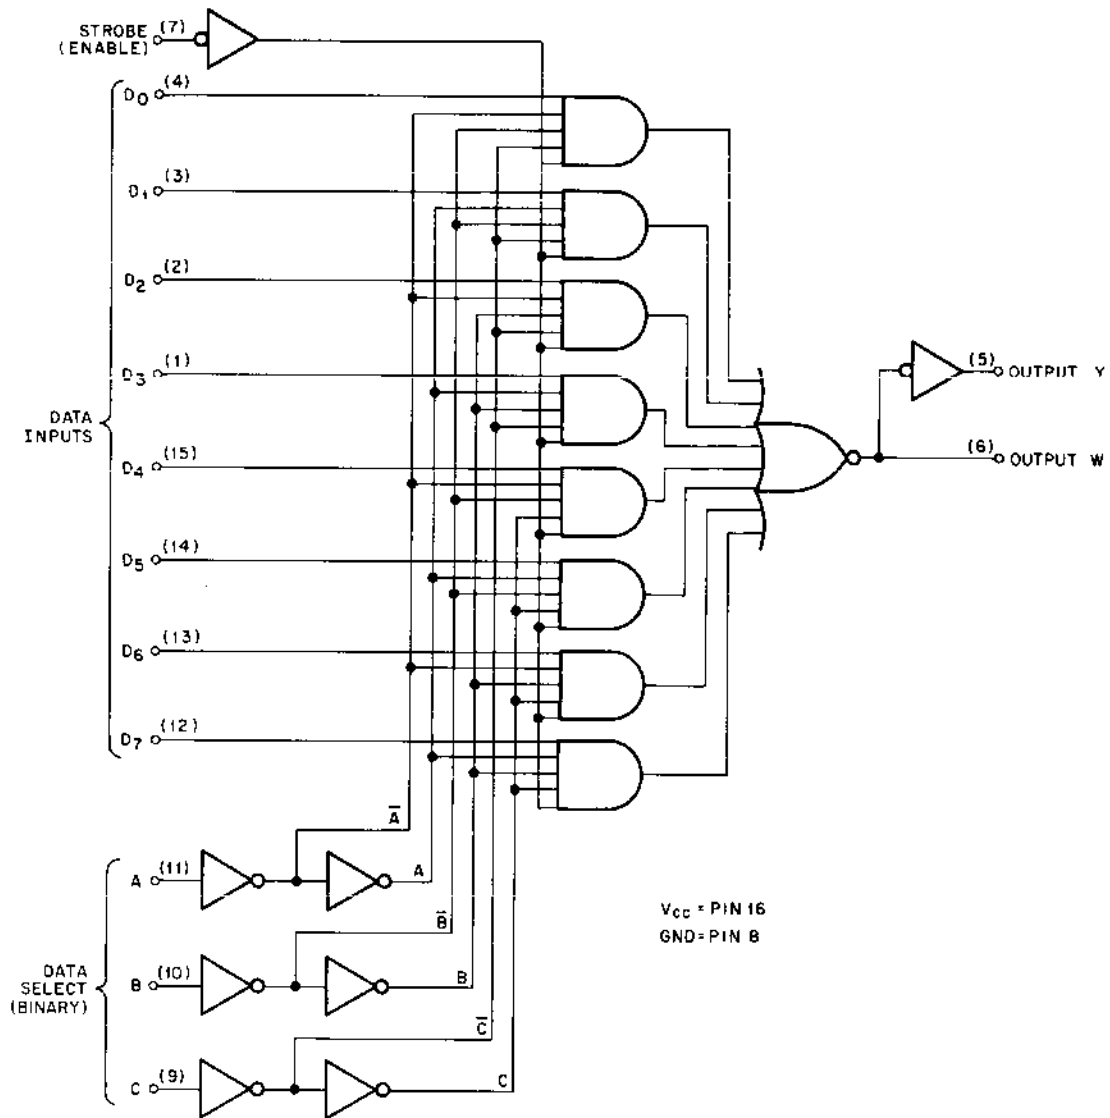 STROBE (7)
(ENABLE)
D0 (4)
D1 (3)
D2 (2)
D3 (1)
DATA
INPUTS
D4 (15)
D5 (14)
D6 (13)
D7 (12)
(5) OUTPUT Y
(6) OUTPUT W
A̅
A (11)
A
B̅
DATA
SELECT
(BINARY)
B (10)
B
C̅
C (9)
C
VCC = PIN 16
GND = PIN 8